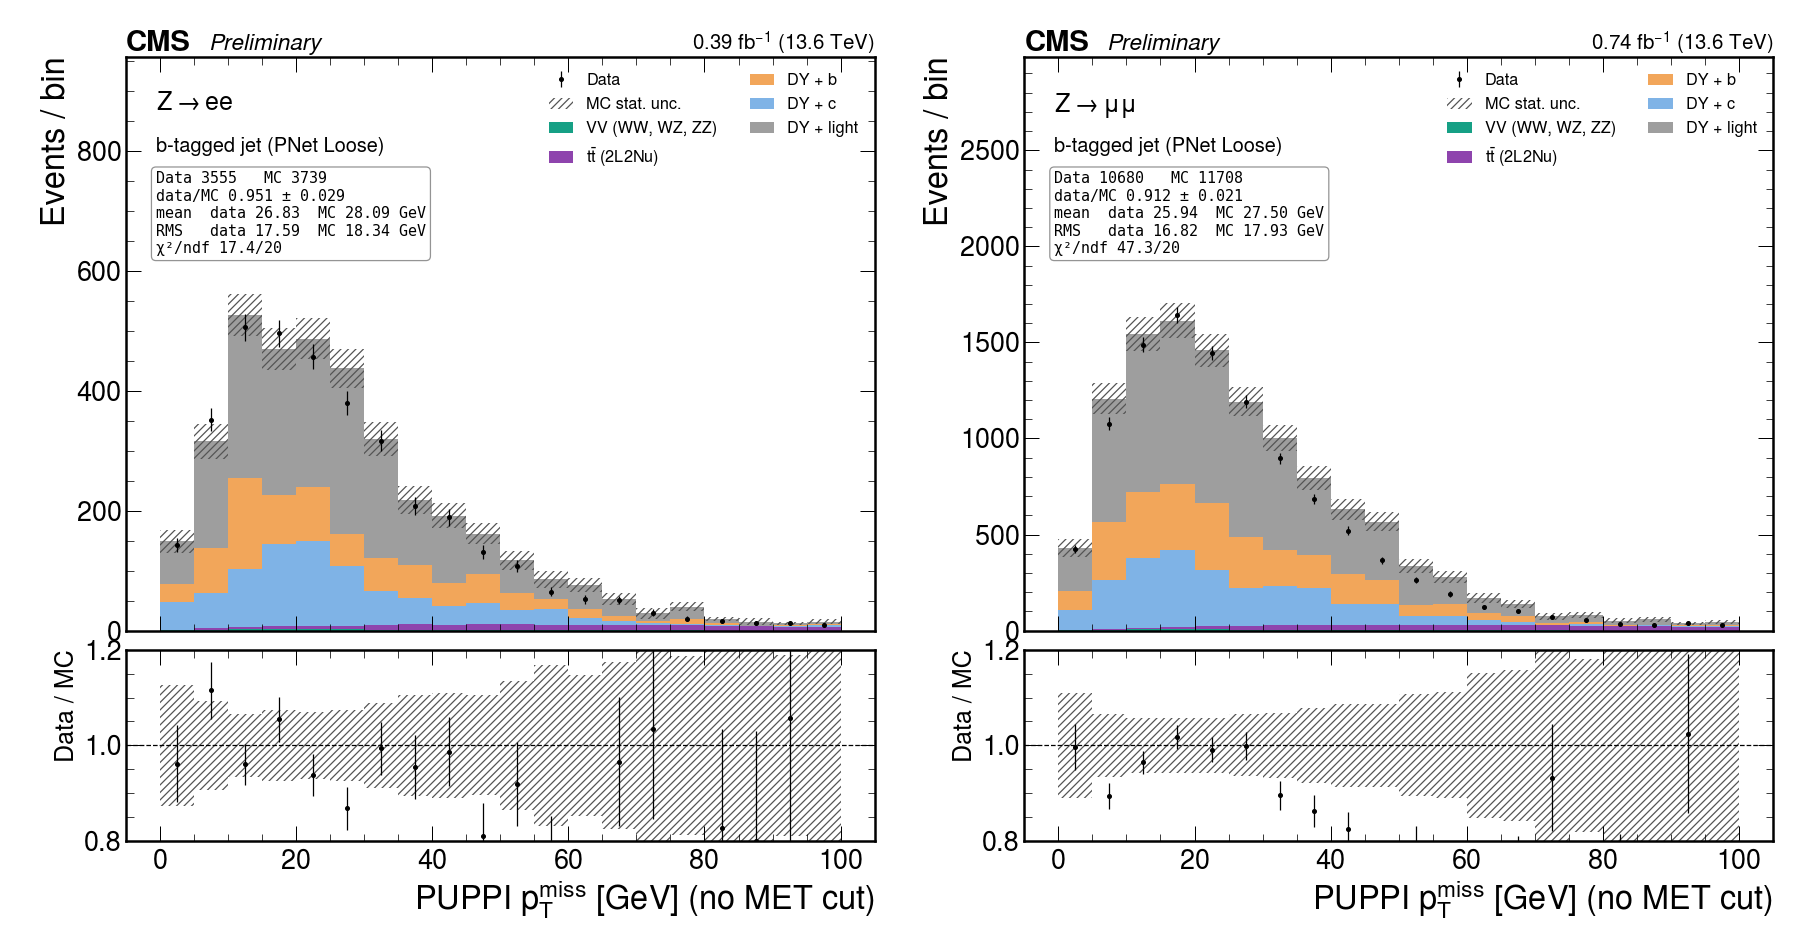 CMS Preliminary 0.39 fb⁻¹ (13.6 TeV)
Events / bin
Z → ee
b-tagged jet (PNet Loose)
Data 3555 MC 3739
data/MC 0.951 ± 0.029
mean data 26.83 MC 28.09 GeV
RMS data 17.59 MC 18.34 GeV
χ²/ndf 17.4/20
Data
MC stat. unc.
VV (WW, WZ, ZZ)
tt̄ (2L2Nu)
DY + b
DY + c
DY + light
800
600
400
200
0
Data / MC
1.2
1.0
0.8
0 20 40 60 80 100
PUPPI p_T^miss [GeV] (no MET cut)
CMS Preliminary 0.74 fb⁻¹ (13.6 TeV)
Events / bin
Z → μμ
b-tagged jet (PNet Loose)
Data 10680 MC 11708
data/MC 0.912 ± 0.021
mean data 25.94 MC 27.50 GeV
RMS data 16.82 MC 17.93 GeV
χ²/ndf 47.3/20
Data
MC stat. unc.
VV (WW, WZ, ZZ)
tt̄ (2L2Nu)
DY + b
DY + c
DY + light
2500
2000
1500
1000
500
0
Data / MC
1.2
1.0
0.8
0 20 40 60 80 100
PUPPI p_T^miss [GeV] (no MET cut)